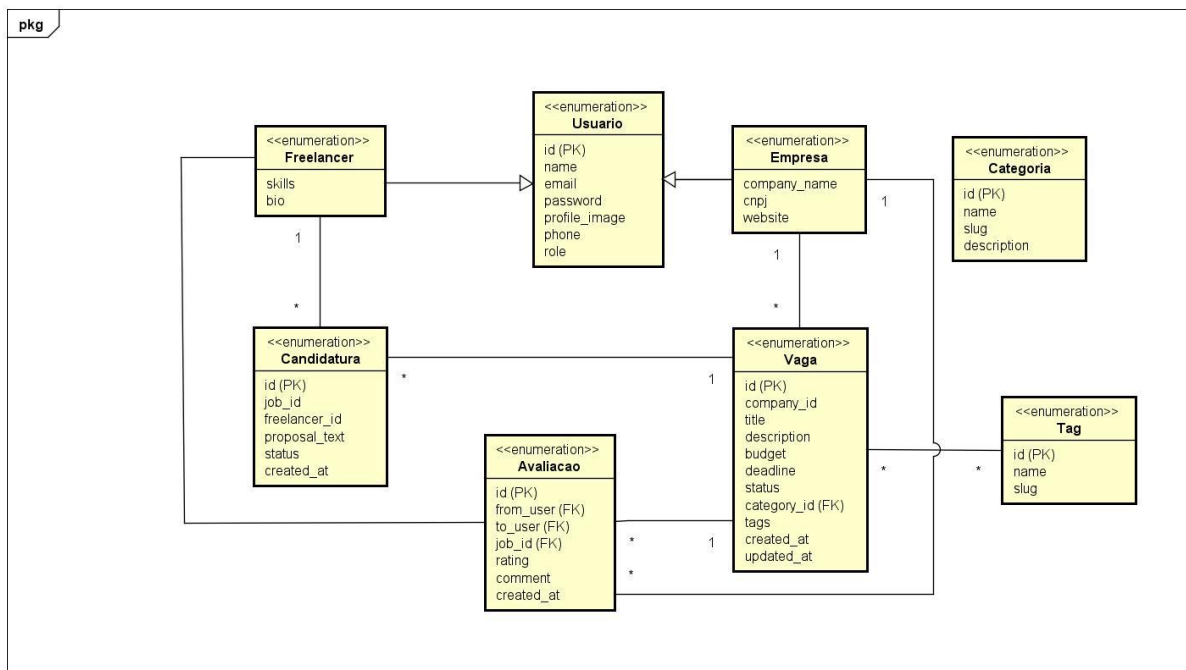 pkg
<<enumeration>>
Usuario
id (PK)
name
email
password
profile_image
phone
role
<<enumeration>>
Freelancer
skills
bio
<<enumeration>>
Empresa
company_name
cnpj
website
<<enumeration>>
Categoria
id (PK)
name
slug
description
1
1
1
*
*
<<enumeration>>
Candidatura
id (PK)
job_id
freelancer_id
proposal_text
status
created_at
*
1
<<enumeration>>
Vaga
id (PK)
company_id
title
description
budget
deadline
status
category_id (FK)
tags
created_at
updated_at
*
*
<<enumeration>>
Tag
id (PK)
name
slug
<<enumeration>>
Avaliacao
id (PK)
from_user (FK)
to_user (FK)
job_id (FK)
rating
comment
created_at
*
1
*